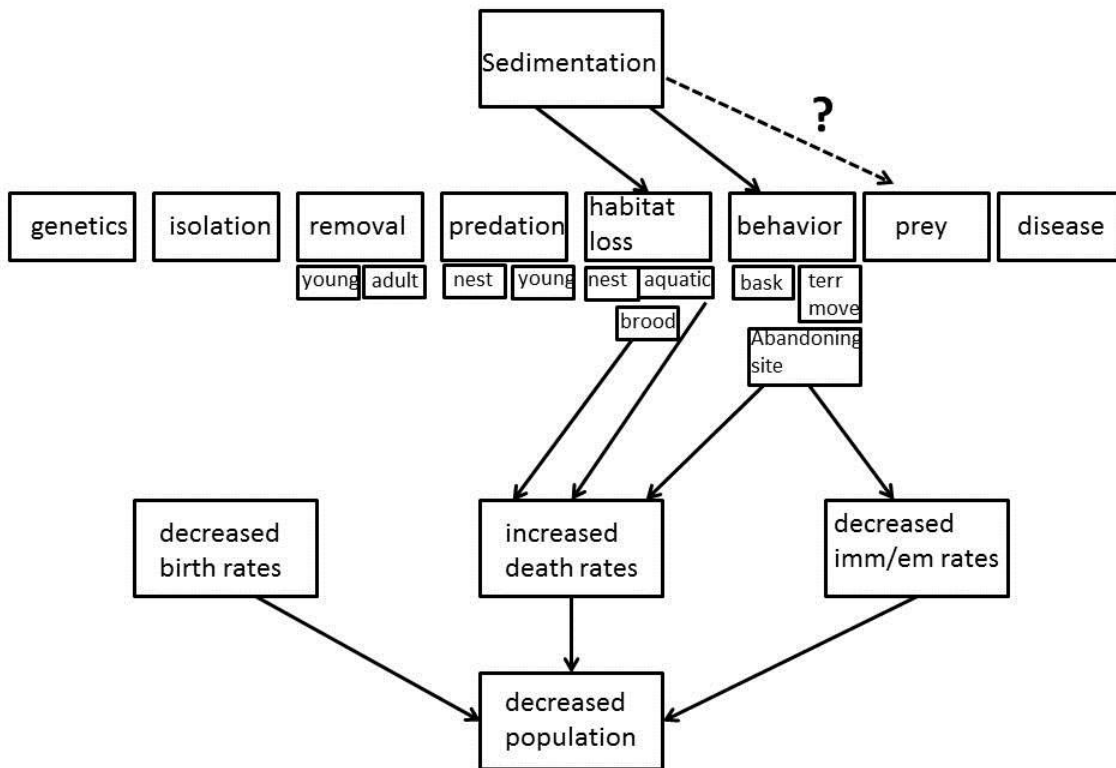 Sedimentation
?
genetics
isolation
removal
predation
habitat
loss
behavior
prey
disease
young
adult
nest
young
nest
aquatic
brood
bask
terr
move
Abandoning
site
decreased
birth rates
increased
death rates
decreased
imm/em rates
decreased
population